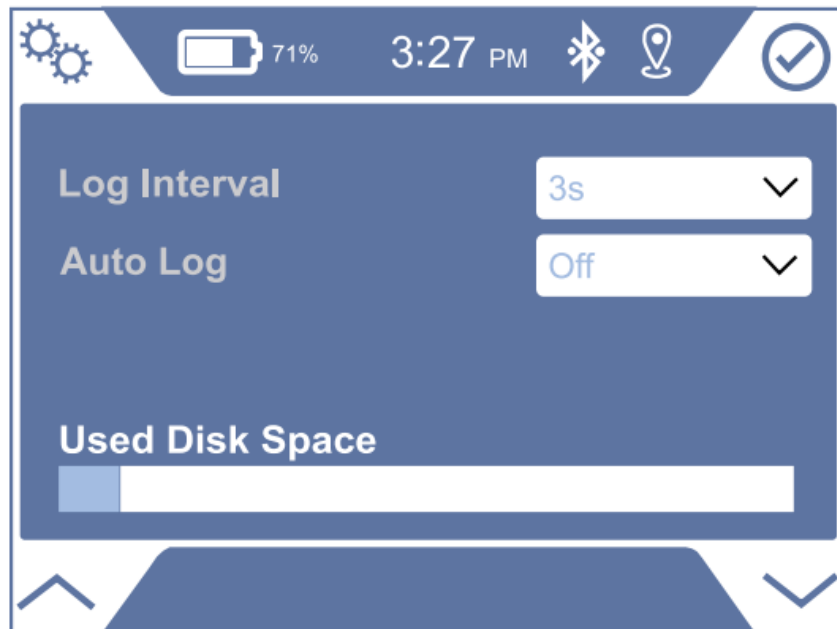 71% 3:27 PM
Log Interval 3s
Auto Log Off
Used Disk Space